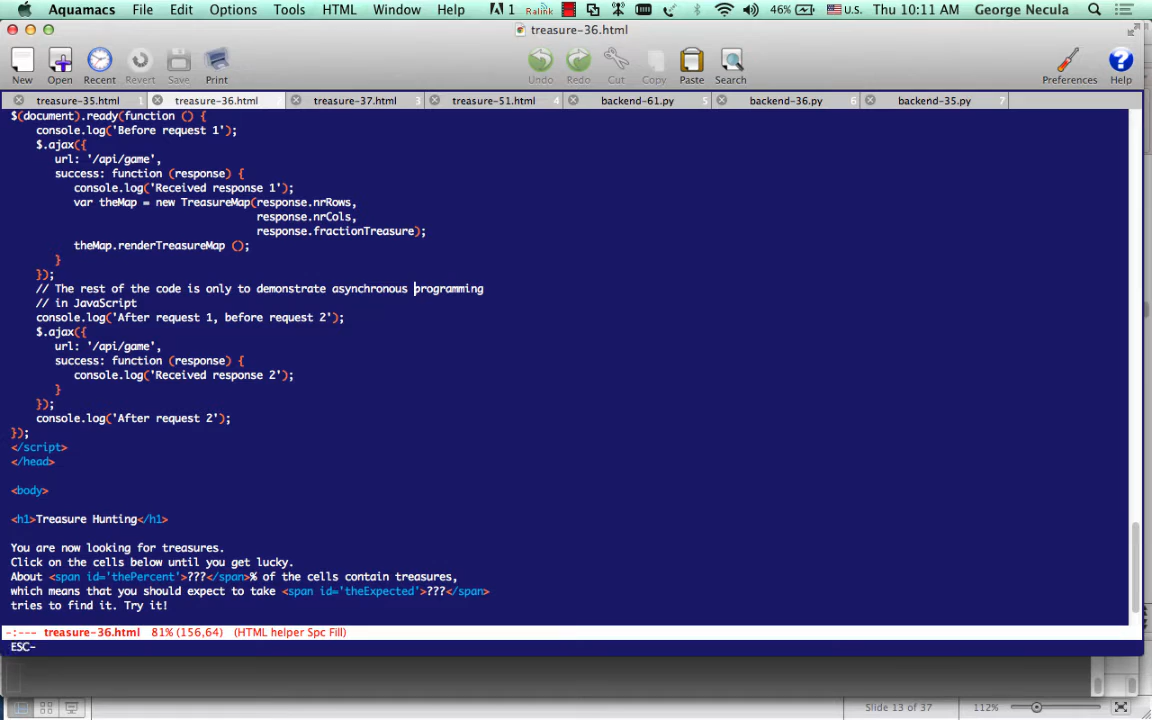 Aquamacs File Edit Options Tools HTML Window Help 1 Ralink 46% U.S. Thu 10:11 AM George Necula
treasure-36.html
New Open Recent Revert Save Print Undo Redo Cut Copy Paste Search Preferences Help
treasure-35.html 1 treasure-36.html treasure-37.html 3 treasure-51.html 4 backend-61.py 5 backend-36.py 6 backend-35.py 7
$(document).ready(function () {
console.log('Before request 1');
$.ajax({
url: '/api/game',
success: function (response) {
console.log('Received response 1');
var theMap = new TreasureMap(response.nrRows,
response.nrCols,
response.fractionTreasure);
theMap.renderTreasureMap ();
}
});
// The rest of the code is only to demonstrate asynchronous programming
// in JavaScript
console.log('After request 1, before request 2');
$.ajax({
url: '/api/game',
success: function (response) {
console.log('Received response 2');
}
});
console.log('After request 2');
});
</script>
</head>
<body>
<h1>Treasure Hunting</h1>
You are now looking for treasures.
Click on the cells below until you get lucky.
About <span id='thePercent'>???</span>% of the cells contain treasures,
which means that you should expect to take <span id='theExpected'>???</span>
tries to find it. Try it!
-:--- treasure-36.html 81% (156,64) (HTML helper Spc Fill)
ESC-
Slide 13 of 37 112%